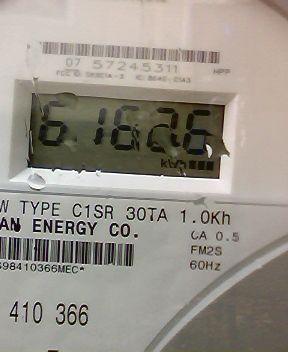 07 57245311
61626
kWh
W TYPE C1SR 30TA 1.0Kh
AN ENERGY CO.
CA 0.5
FM2S
60Hz
98410366MEC*
410 366